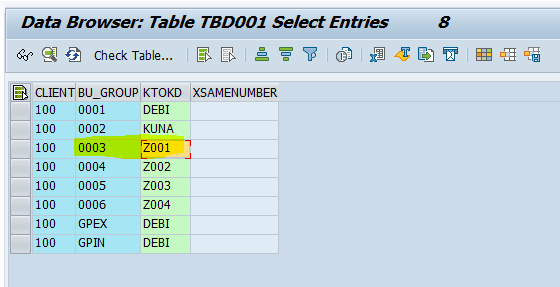 Data Browser: Table TBD001 Select Entries 8
Check Table...
CLIENT BU_GROUP KTOKD XSAMENUMBER
100 0001 DEBI
100 0002 KUNA
100 0003 Z001
100 0004 Z002
100 0005 Z003
100 0006 Z004
100 GPEX DEBI
100 GPIN DEBI